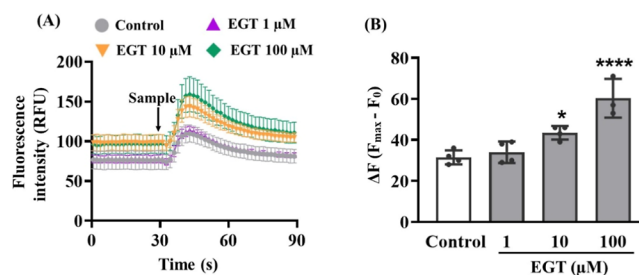 (A)
Control
EGT 1 µM
EGT 10 µM
EGT 100 µM
Fluorescence
intensity (RFU)
200
150
100
50
0
Sample
0
30
60
90
Time (s)
(B)
ΔF (Fmax - F0)
80
60
40
20
0
*
****
Control
1
10
100
EGT (µM)